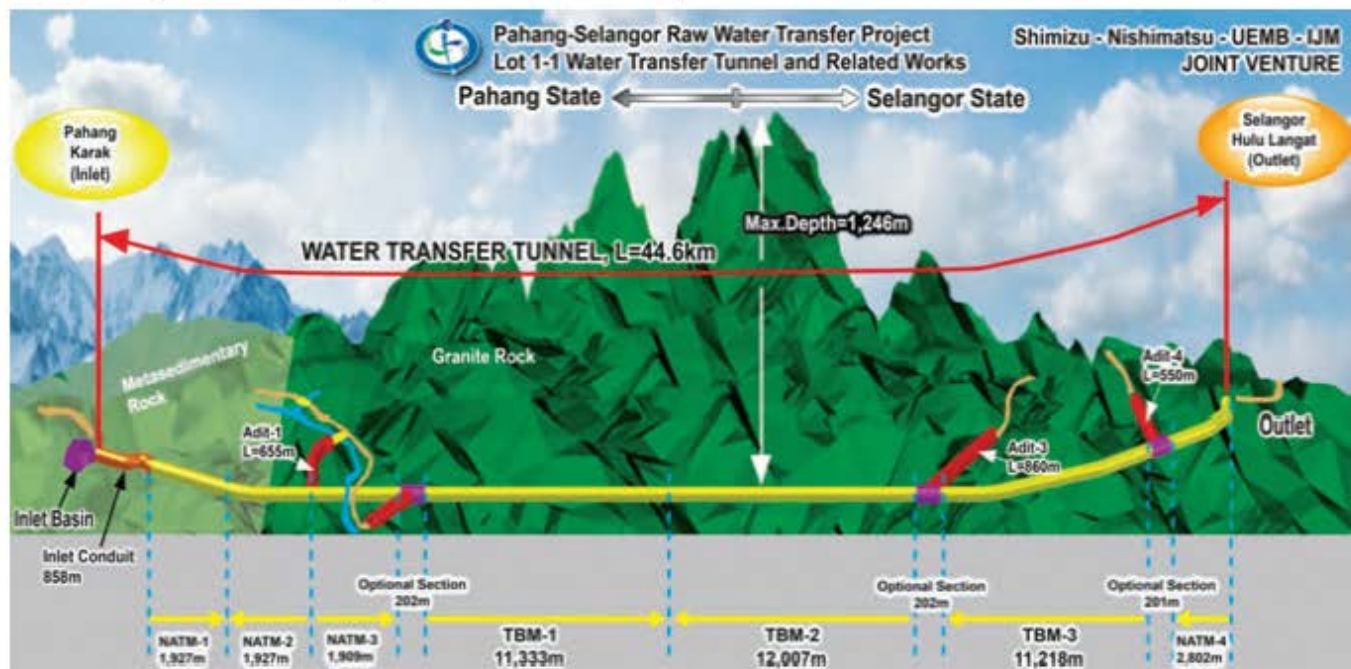 Pahang-Selangor Raw Water Transfer Project
Lot 1-1 Water Transfer Tunnel and Related Works
Shimizu - Nishimatsu - UEMB - IJM
JOINT VENTURE
Pahang State
Selangor State
Pahang
Karak
(Inlet)
Selangor
Hulu Langat
(Outlet)
Max.Depth=1,246m
WATER TRANSFER TUNNEL, L=44.6km
Metasedimentary
Rock
Granite Rock
Adit-1
L=655m
Adit-3
L=860m
Adit-4
L=550m
Outlet
Inlet Basin
Inlet Conduit
858m
Optional Section
202m
Optional Section
202m
Optional Section
201m
NATM-1
1,927m
NATM-2
1,927m
NATM-3
1,909m
TBM-1
11,333m
TBM-2
12,007m
TBM-3
11,218m
NATM-4
2,802m